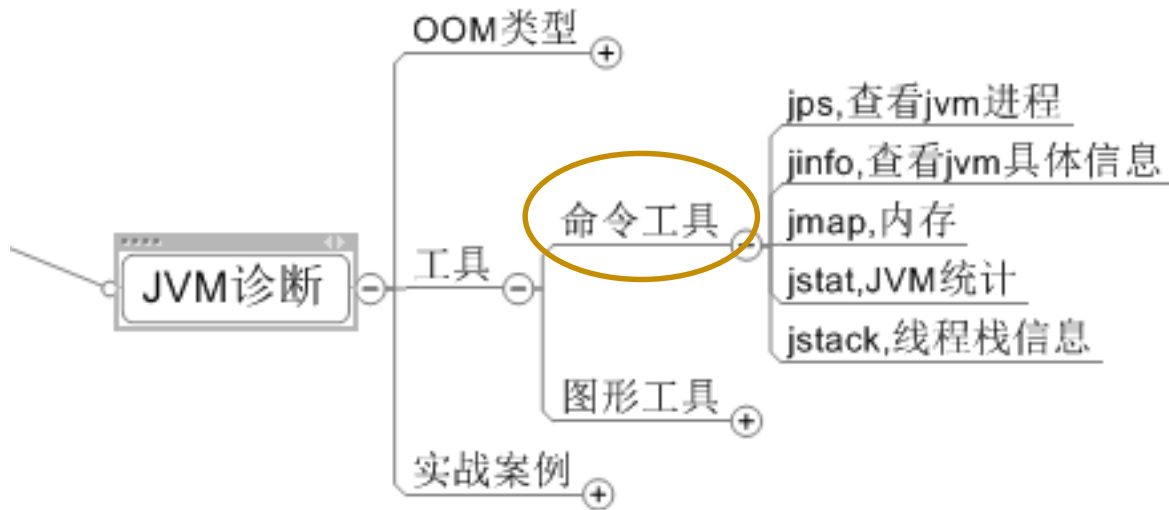 OOM类型
jps,查看jvm进程
jinfo,查看jvm具体信息
命令工具
jmap,内存
工具
JVM诊断
jstat,JVM统计
jstack,线程栈信息
图形工具
实战案例